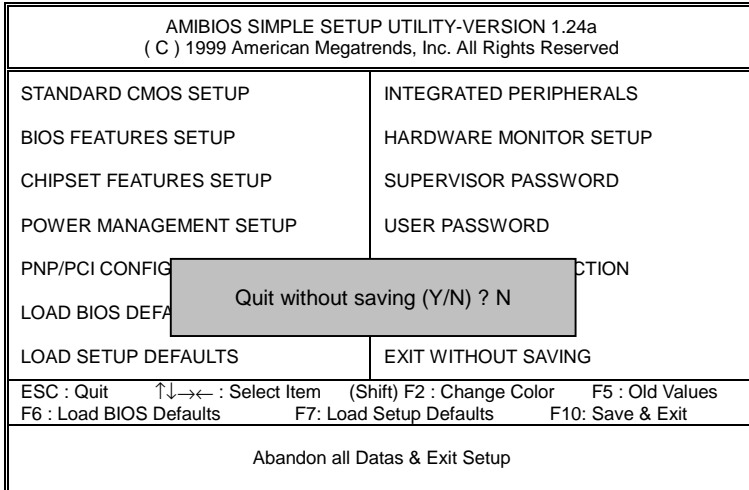 AMIBIOS SIMPLE SETUP UTILITY-VERSION 1.24a
( C ) 1999 American Megatrends, Inc. All Rights Reserved
STANDARD CMOS SETUP
INTEGRATED PERIPHERALS
BIOS FEATURES SETUP
HARDWARE MONITOR SETUP
CHIPSET FEATURES SETUP
SUPERVISOR PASSWORD
POWER MANAGEMENT SETUP
USER PASSWORD
PNP/PCI CONFIG
CTION
Quit without saving (Y/N) ? N
LOAD BIOS DEFA
LOAD SETUP DEFAULTS
EXIT WITHOUT SAVING
ESC : Quit ↑↓→← : Select Item (Shift) F2 : Change Color F5 : Old Values
F6 : Load BIOS Defaults F7: Load Setup Defaults F10: Save & Exit
Abandon all Datas & Exit Setup